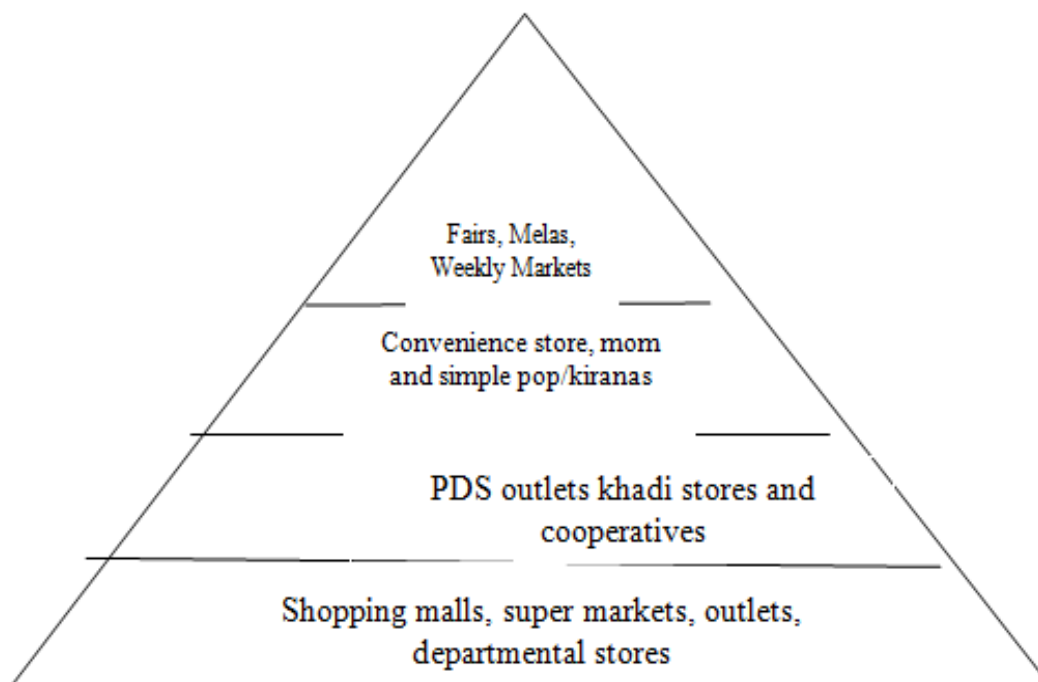 Fairs, Melas,
Weekly Markets
Convenience store, mom
and simple pop/kiranas
PDS outlets khadi stores and
cooperatives
Shopping malls, super markets, outlets,
departmental stores